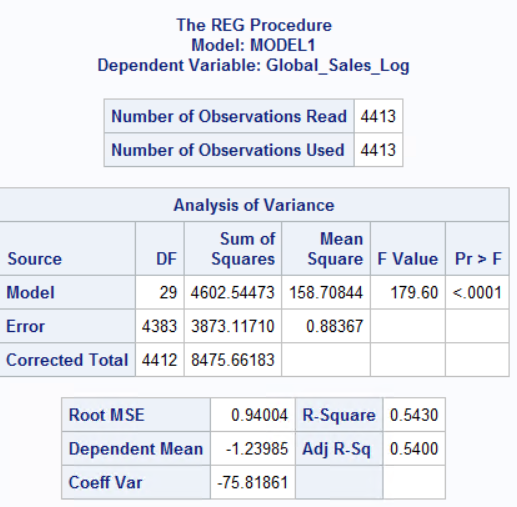 The REG Procedure
Model: MODEL1
Dependent Variable: Global_Sales_Log
Number of Observations Read 4413
Number of Observations Used 4413
Analysis of Variance
Source DF Sum of Squares Mean Square F Value Pr > F
Model 29 4602.54473 158.70844 179.60 <.0001
Error 4383 3873.11710 0.88367
Corrected Total 4412 8475.66183
Root MSE 0.94004 R-Square 0.5430
Dependent Mean -1.23985 Adj R-Sq 0.5400
Coeff Var -75.81861